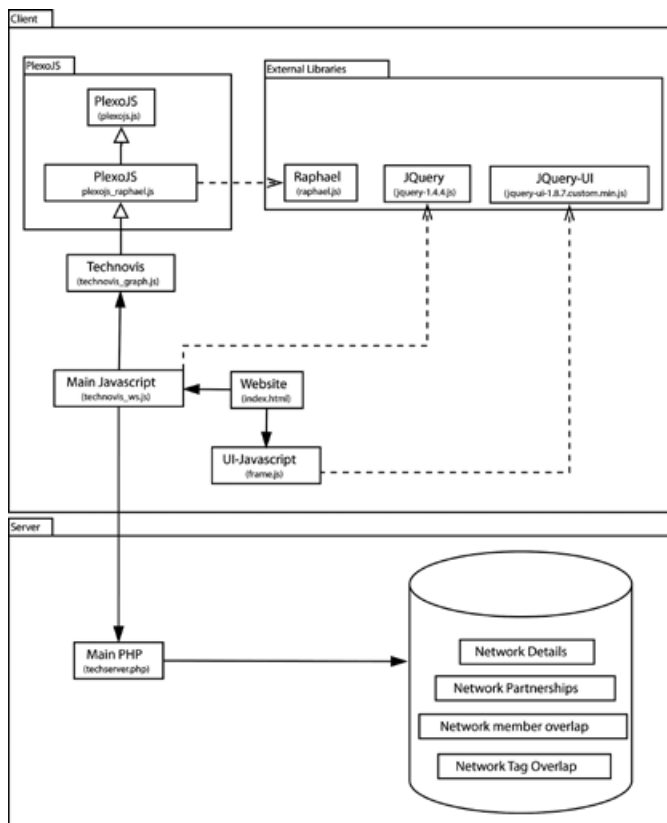 Client
PlexoJS
PlexoJS
(plexojs.js)
PlexoJS
plexojs_raphael.js
External Libraries
Raphael
(raphael.js)
JQuery
(jquery-1.4.4.js)
JQuery-UI
(jquery-ui-1.8.7.custom.min.js)
Technovis
(technovis_graph.js)
Main Javascript
(technovis_ws.js)
Website
(index.html)
UI-Javascript
(frame.js)
Server
Main PHP
(techserver.php)
Network Details
Network Partnerships
Network member overlap
Network Tag Overlap